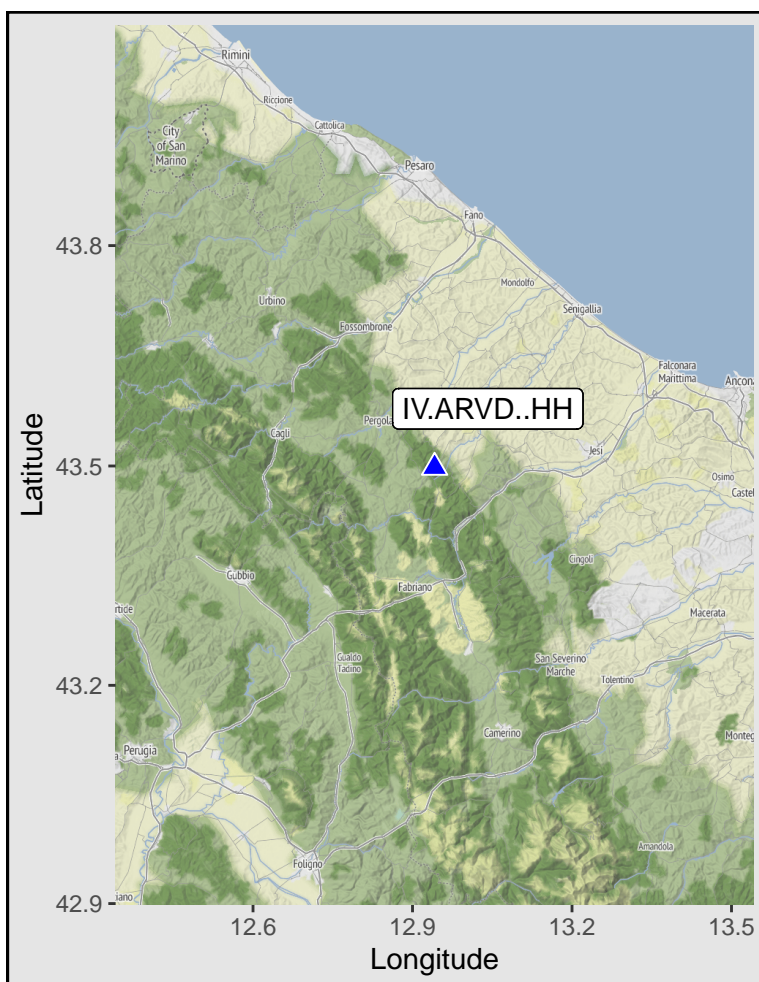 Rimini
Riccione
Cattolica
City
of San
Marino
Pesaro
Fano
43.8
Mondolfo
Urbino
Senigallia
Fossombrone
Falconara
Marittima
Ancona
IV.ARVD..HH
Pergola
Cagli
Latitude
43.5
Jesi
Osimo
Castel
Cingoli
Gubbio
Fabriano
Macerata
Gualdo
Tadino
San Severino
Marche
43.2
Tolentino
Camerino
Perugia
Monteg
Amandola
Foligno
42.9
12.6
12.9
13.2
13.5
Longitude